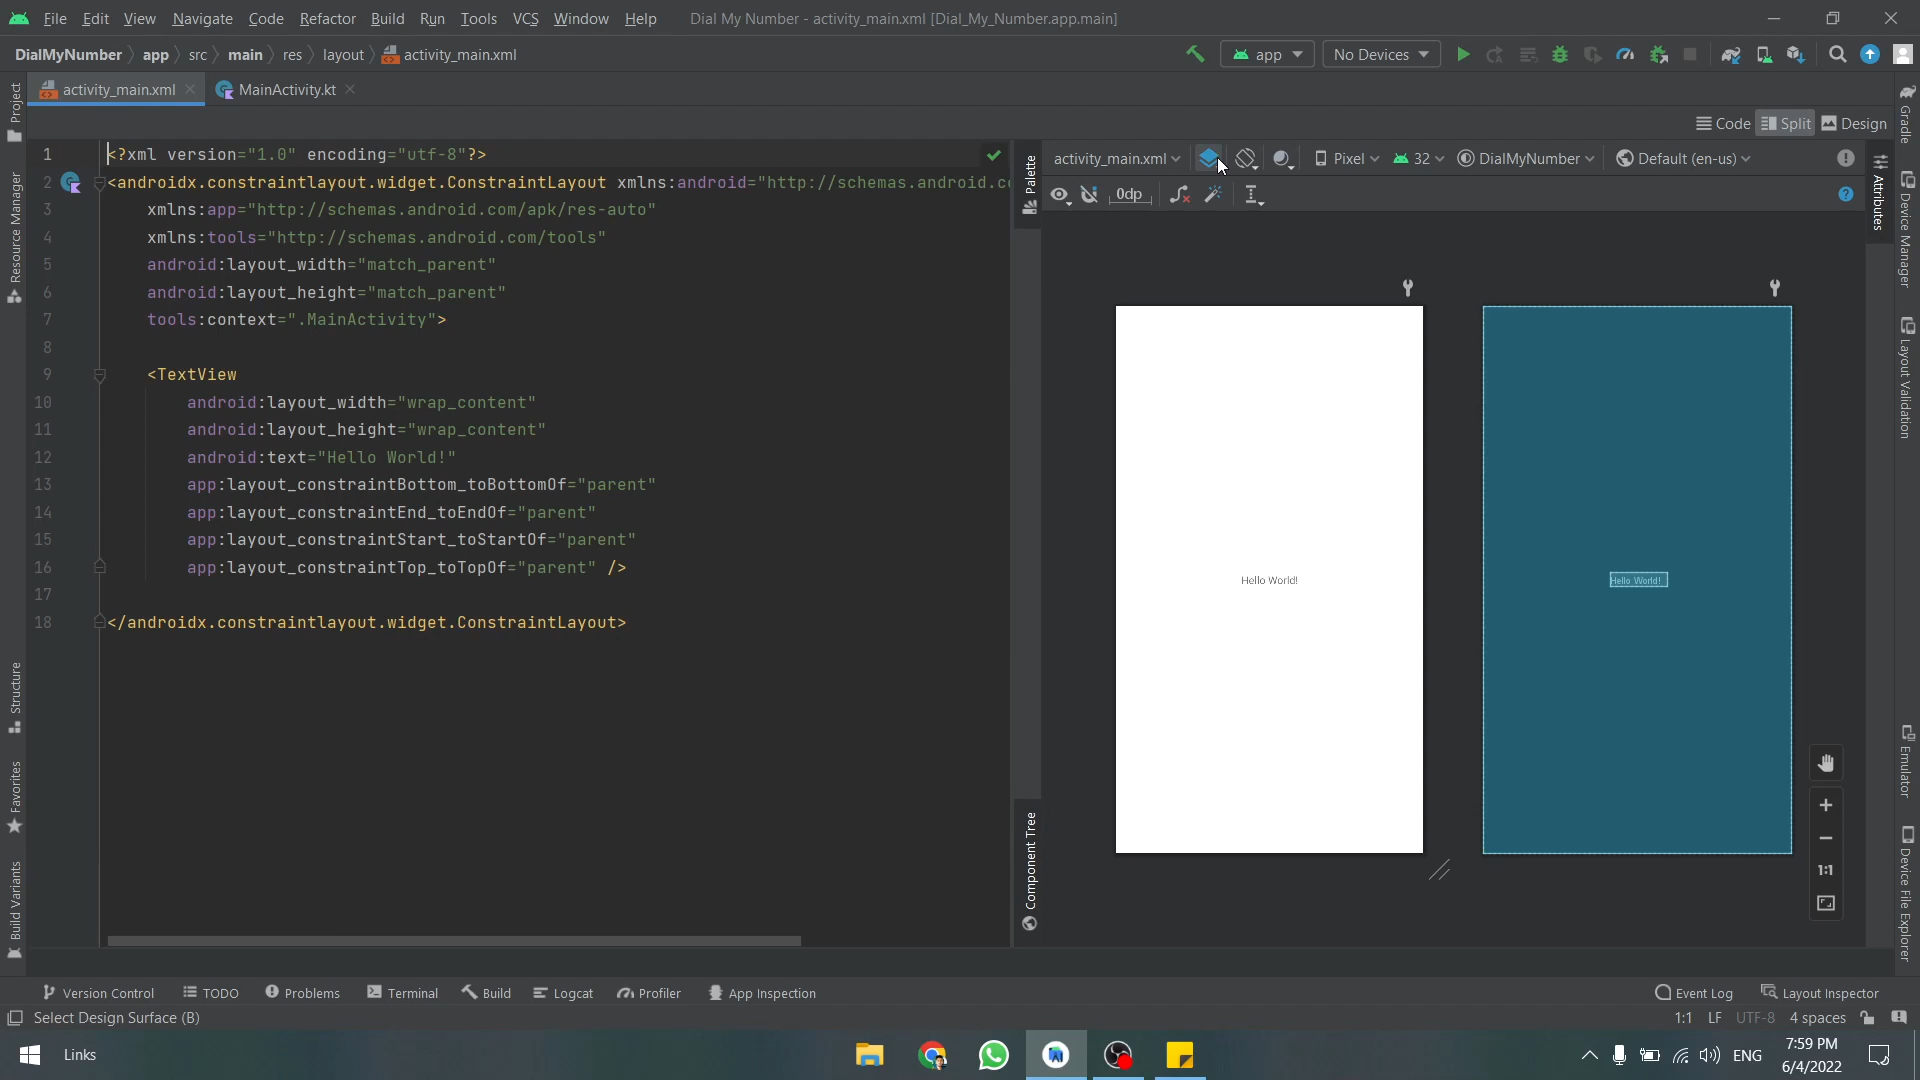 File Edit View Navigate Code Refactor Build Run Tools VCS Window Help Dial My Number - activity_main.xml [Dial_My_Number.app.main]
DialMyNumber app src main res layout activity_main.xml app No Devices
activity_main.xml MainActivity.kt
Code Split Design
activity_main.xml Pixel 32 DialMyNumber Default (en-us)
0dp
1 <?xml version="1.0" encoding="utf-8"?>
2 <androidx.constraintlayout.widget.ConstraintLayout xmlns:android="http://schemas.android.c
3 xmlns:app="http://schemas.android.com/apk/res-auto"
4 xmlns:tools="http://schemas.android.com/tools"
5 android:layout_width="match_parent"
6 android:layout_height="match_parent"
7 tools:context=".MainActivity">
8
9 <TextView
10 android:layout_width="wrap_content"
11 android:layout_height="wrap_content"
12 android:text="Hello World!"
13 app:layout_constraintBottom_toBottomOf="parent"
14 app:layout_constraintEnd_toEndOf="parent"
15 app:layout_constraintStart_toStartOf="parent"
16 app:layout_constraintTop_toTopOf="parent" />
17
18 </androidx.constraintlayout.widget.ConstraintLayout>
Project
Resource Manager
Structure
Favorites
Build Variants
Palette
Component Tree
Hello World!
Hello World!
1:1
Attributes
Gradle
Device Manager
Layout Validation
Emulator
Device File Explorer
Version Control TODO Problems Terminal Build Logcat Profiler App Inspection Event Log Layout Inspector
Select Design Surface (B) 1:1 LF UTF-8 4 spaces
Links ENG 7:59 PM
6/4/2022